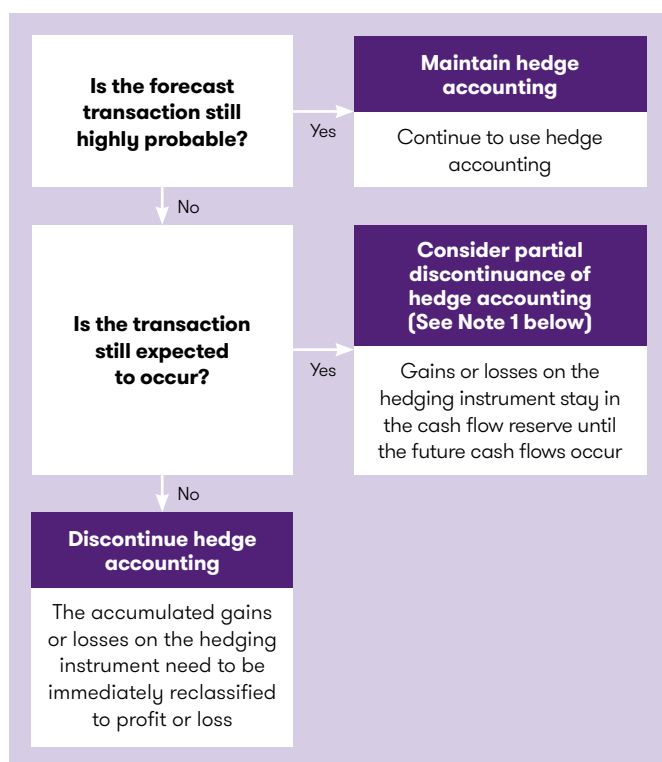 Is the forecast
transaction still
highly probable?
Yes
Maintain hedge
accounting
Continue to use hedge
accounting
No
Is the transaction
still expected
to occur?
Yes
Consider partial
discontinuance of
hedge accounting
(See Note 1 below)
Gains or losses on the
hedging instrument stay in
the cash flow reserve until
the future cash flows occur
No
Discontinue hedge
accounting
The accumulated gains
or losses on the hedging
instrument need to be
immediately reclassified
to profit or loss